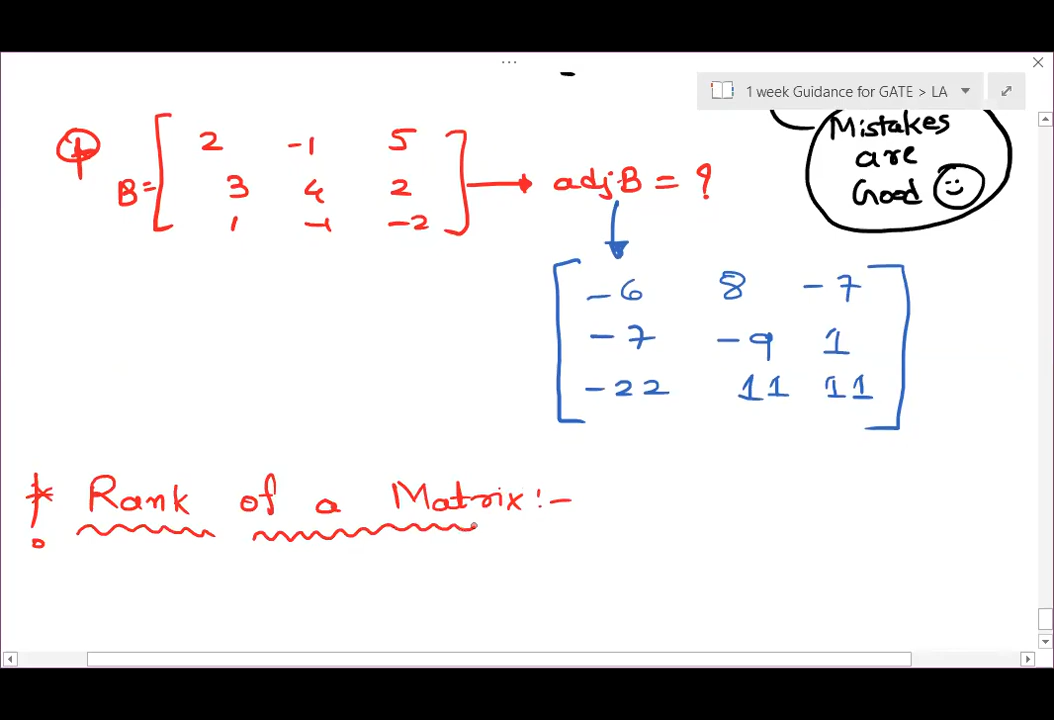 1 week Guidance for GATE > LA
Mistakes
are
Good
B = [ 2 -1 5
3 4 2
1 -1 -2 ] → adj.B = ?
-6 8 -7
-7 -9 1
-22 11 11
* Rank of a Matrix :-